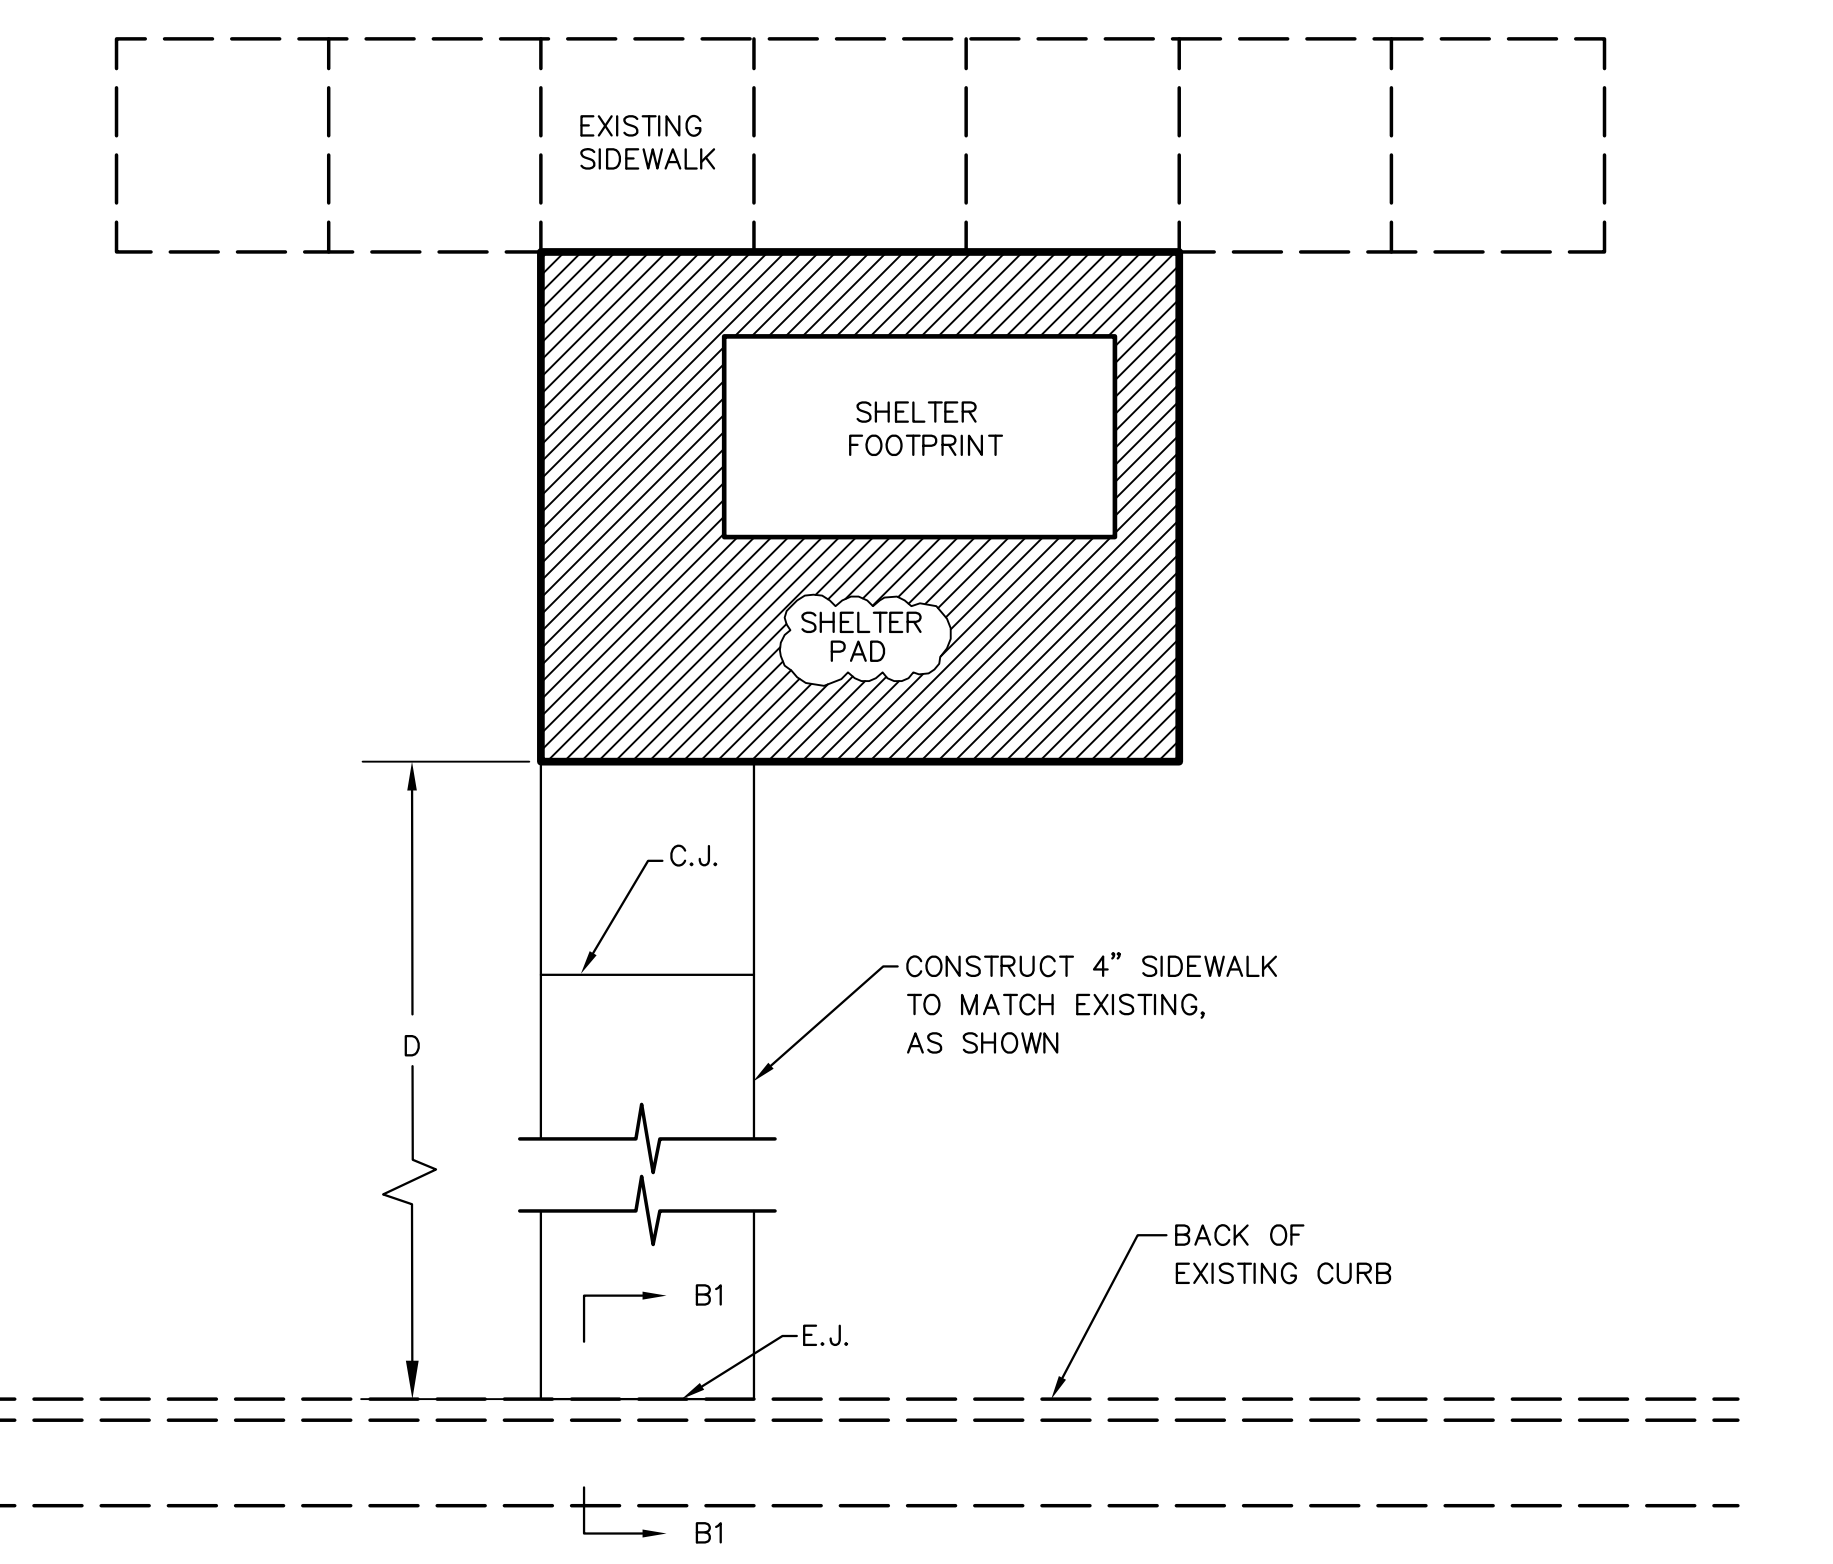 EXISTING
SIDEWALK
SHELTER
FOOTPRINT
SHELTER
PAD
C.J.
CONSTRUCT 4” SIDEWALK
TO MATCH EXISTING,
AS SHOWN
D
BACK OF
EXISTING CURB
B1
E.J.
B1